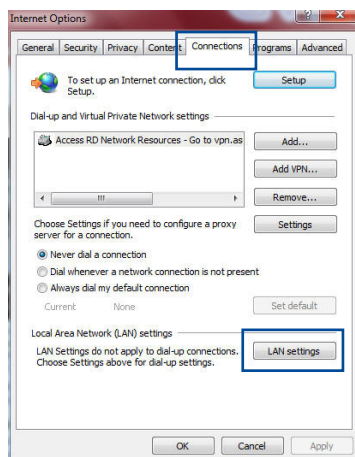 Internet Options
General Security Privacy Content Connections Programs Advanced
To set up an Internet connection, click
Setup.
Setup
Dial-up and Virtual Private Network settings
Access RD Network Resources - Go to vpn.as
Add...
Add VPN...
Remove...
Choose Settings if you need to configure a proxy
server for a connection.
Settings
Never dial a connection
Dial whenever a network connection is not present
Always dial my default connection
Current None
Set default
Local Area Network (LAN) settings
LAN Settings do not apply to dial-up connections.
Choose Settings above for dial-up settings.
LAN settings
OK Cancel Apply